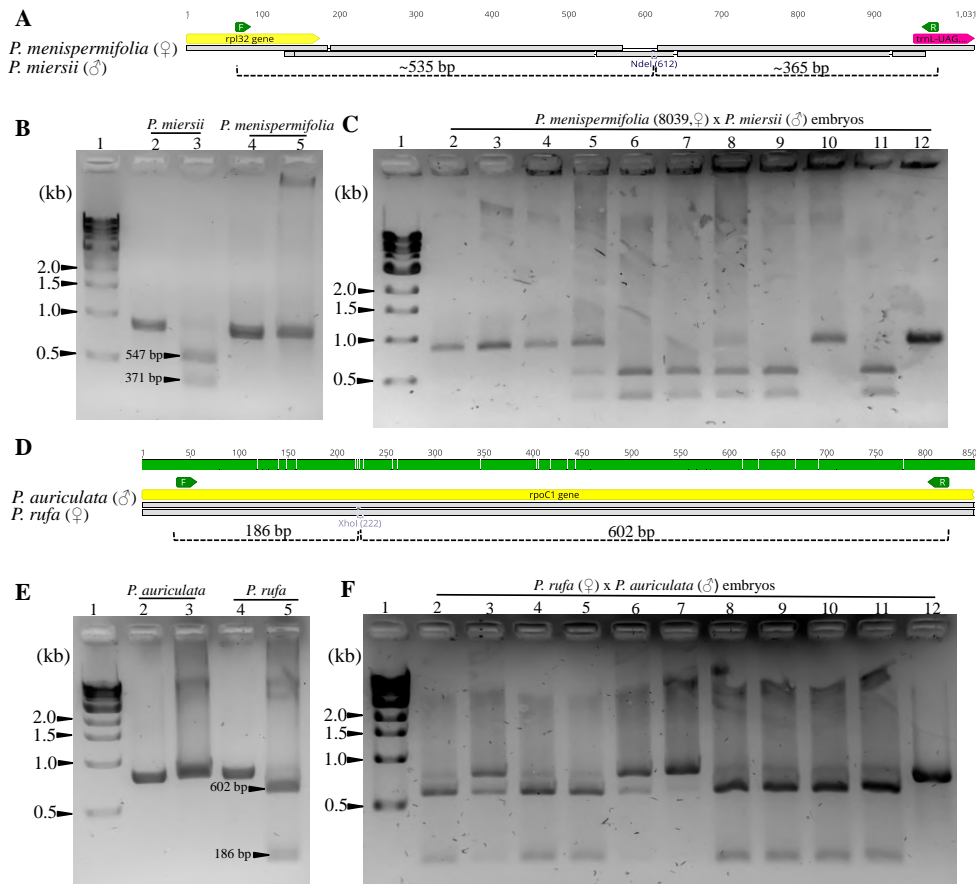 A
1 100 200 300 400 500 600 700 800 900 1,031
F R
rpl32 gene trnL-UAG...
P. menispermifolia (♀)
P. miersii (♂)
NdeI (612)
~535 bp ~365 bp
B
P. miersii P. menispermifolia
1 2 3 4 5
(kb)
2.0
1.5
1.0
0.5
547 bp
371 bp
C
P. menispermifolia (8039,♀) x P. miersii (♂) embryos
1 2 3 4 5 6 7 8 9 10 11 12
(kb)
2.0
1.5
1.0
0.5
D
1 50 100 150 200 250 300 350 400 450 500 550 600 650 700 750 800 850
F R
rpoC1 gene
P. auriculata (♂)
P. rufa (♀)
XhoI (222)
186 bp 602 bp
E
P. auriculata P. rufa
1 2 3 4 5
(kb)
2.0
1.5
1.0
0.5
602 bp
186 bp
F
P. rufa (♀) x P. auriculata (♂) embryos
1 2 3 4 5 6 7 8 9 10 11 12
(kb)
2.0
1.5
1.0
0.5